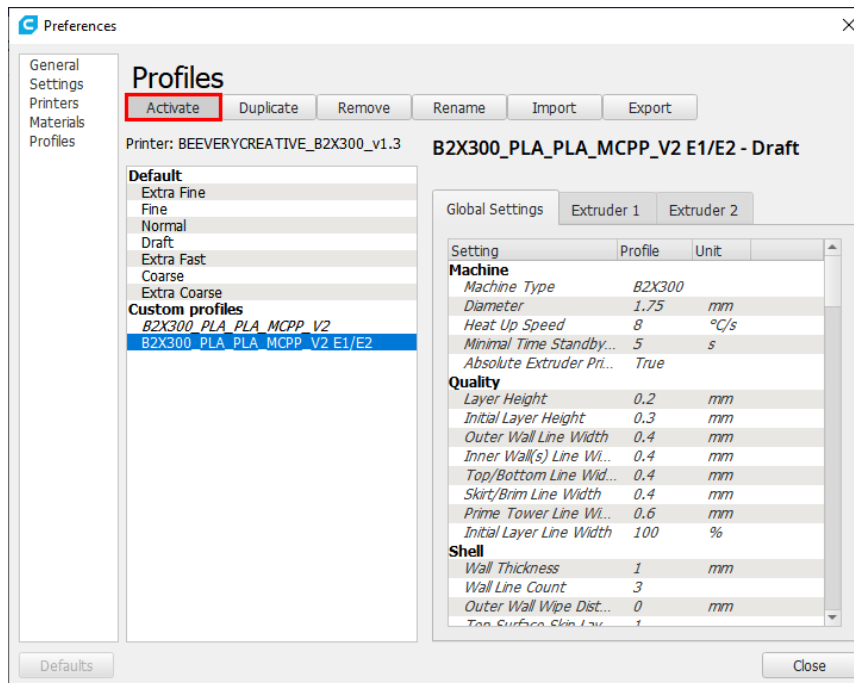 Preferences
General
Settings
Printers
Materials
Profiles
Profiles
Activate Duplicate Remove Rename Import Export
Printer: BEEVERYCREATIVE_B2X300_v1.3
Default
Extra Fine
Fine
Normal
Draft
Extra Fast
Coarse
Extra Coarse
Custom profiles
B2X300_PLA_PLA_MCPP_V2
B2X300_PLA_PLA_MCPP_V2 E1/E2
B2X300_PLA_PLA_MCPP_V2 E1/E2 - Draft
Global Settings Extruder 1 Extruder 2
Setting Profile Unit
Machine
Machine Type B2X300
Diameter 1.75 mm
Heat Up Speed 8 °C/s
Minimal Time Standby... 5 s
Absolute Extruder Pri... True
Quality
Layer Height 0.2 mm
Initial Layer Height 0.3 mm
Outer Wall Line Width 0.4 mm
Inner Wall(s) Line Wi... 0.4 mm
Top/Bottom Line Wid... 0.4 mm
Skirt/Brim Line Width 0.4 mm
Prime Tower Line Wi... 0.6 mm
Initial Layer Line Width 100 %
Shell
Wall Thickness 1 mm
Wall Line Count 3
Outer Wall Wipe Dist... 0 mm
Top Surface Skin Lay... 1
Defaults
Close